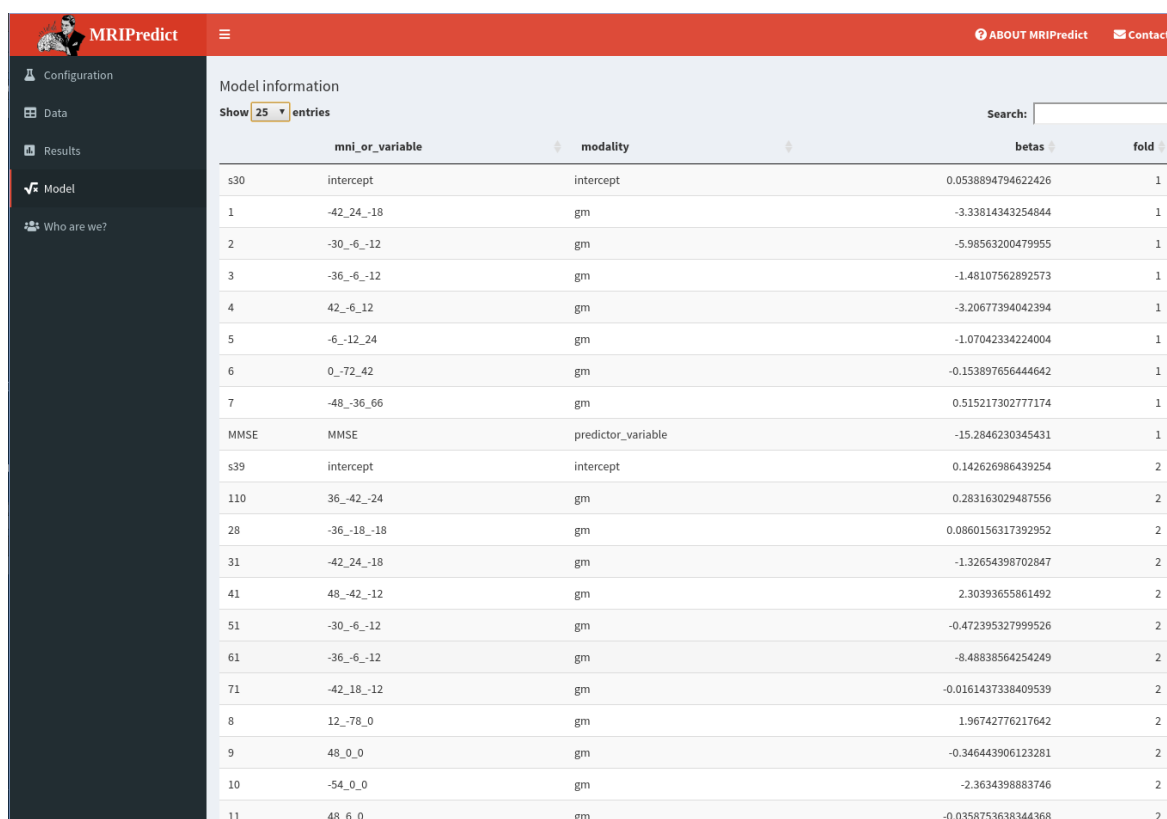 MRIPredict
ABOUT MRIPredict Contact
Configuration
Data
Results
Model
Who are we?
Model information
Show 25 entries
Search:
mni_or_variable modality betas fold
s30 intercept intercept 0.0538894794622426 1
1 -42_24_-18 gm -3.33814343254844 1
2 -30_-6_-12 gm -5.98563200479955 1
3 -36_-6_-12 gm -1.48107562892573 1
4 42_-6_12 gm -3.20677394042394 1
5 -6_-12_24 gm -1.07042334224004 1
6 0_-72_42 gm -0.153897656444642 1
7 -48_-36_66 gm 0.515217302777174 1
MMSE MMSE predictor_variable -15.2846230345431 1
s39 intercept intercept 0.142626986439254 2
110 36_-42_-24 gm 0.283163029487556 2
28 -36_-18_-18 gm 0.0860156317392952 2
31 -42_24_-18 gm -1.32654398702847 2
41 48_-42_-12 gm 2.30393655861492 2
51 -30_-6_-12 gm -0.472395327999526 2
61 -36_-6_-12 gm -8.48838564254249 2
71 -42_18_-12 gm -0.0161437338409539 2
8 12_-78_0 gm 1.96742776217642 2
9 48_0_0 gm -0.346443906123281 2
10 -54_0_0 gm -2.3634398883746 2
11 48_6_0 gm -0.0358753638344368 2